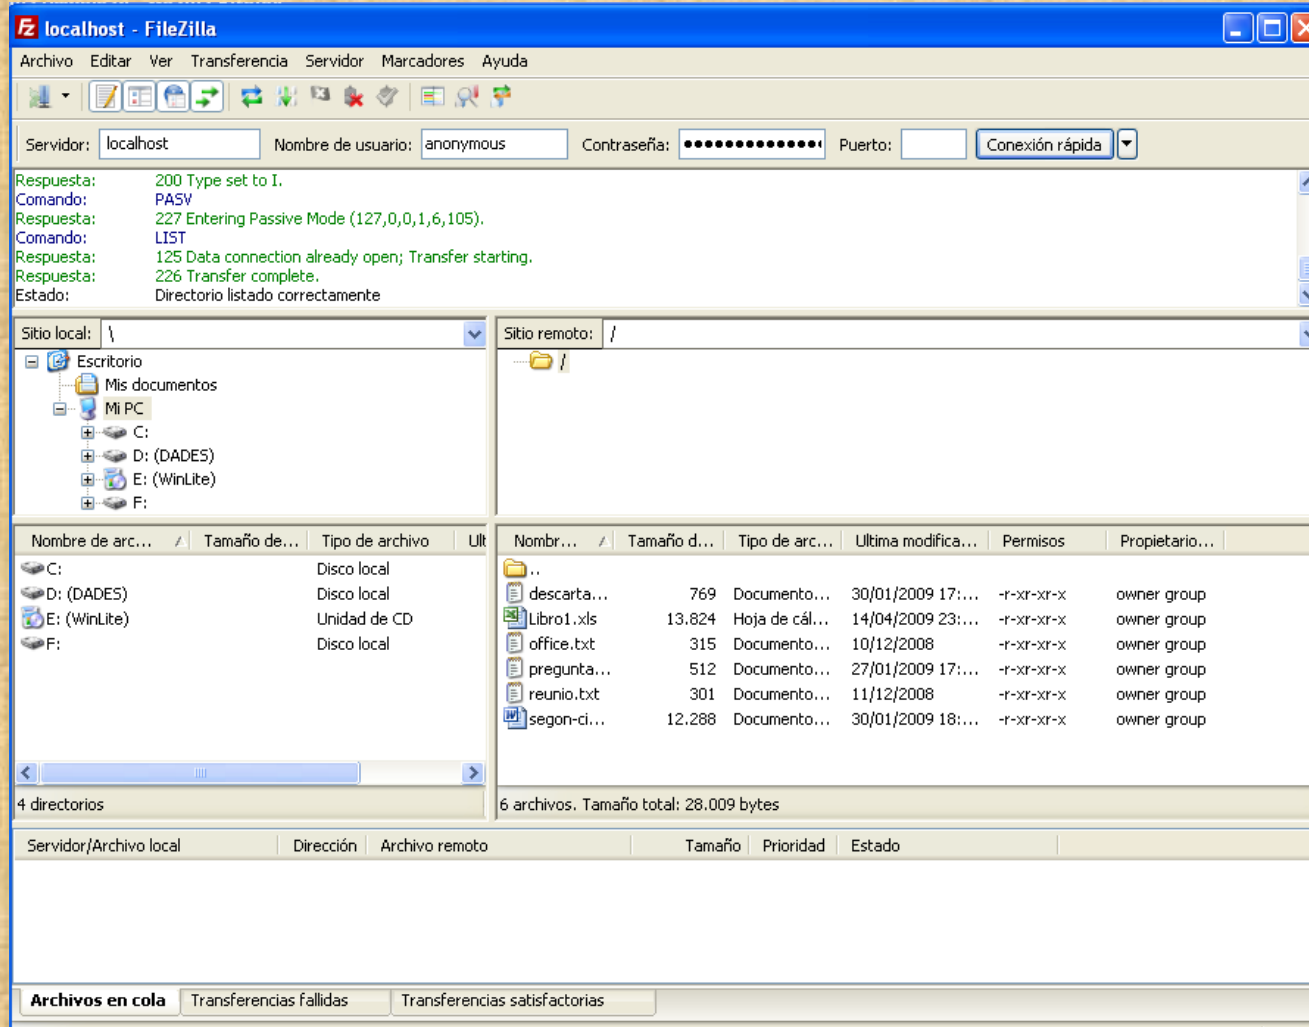 localhost - FileZilla
Archivo Editar Ver Transferencia Servidor Marcadores Ayuda
Servidor: localhost Nombre de usuario: anonymous Contraseña: ●●●●●●●●●●●●●● Puerto: Conexión rápida
Respuesta: 200 Type set to I.
Comando: PASV
Respuesta: 227 Entering Passive Mode (127,0,0,1,6,105).
Comando: LIST
Respuesta: 125 Data connection already open; Transfer starting.
Respuesta: 226 Transfer complete.
Estado: Directorio listado correctamente
Sitio local: \
Escritorio
Mis documentos
Mi PC
C:
D: (DADES)
E: (WinLite)
F:
Sitio remoto: /
/
Nombre de arc... Tamaño de... Tipo de archivo Ult
C: Disco local
D: (DADES) Disco local
E: (WinLite) Unidad de CD
F: Disco local
4 directorios
Nombr... Tamaño d... Tipo de arc... Ultima modifica... Permisos Propietario...
..
descarta... 769 Documento... 30/01/2009 17:... -r-xr-xr-x owner group
Libro1.xls 13.824 Hoja de cál... 14/04/2009 23:... -r-xr-xr-x owner group
office.txt 315 Documento... 10/12/2008 -r-xr-xr-x owner group
pregunta... 512 Documento... 27/01/2009 17:... -r-xr-xr-x owner group
reunio.txt 301 Documento... 11/12/2008 -r-xr-xr-x owner group
segon-ci... 12.288 Documento... 30/01/2009 18:... -r-xr-xr-x owner group
6 archivos. Tamaño total: 28.009 bytes
Servidor/Archivo local Dirección Archivo remoto Tamaño Prioridad Estado
Archivos en cola Transferencias fallidas Transferencias satisfactorias